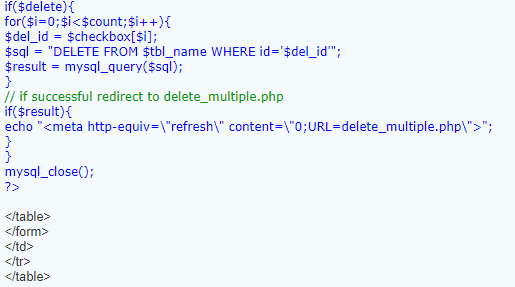 if($delete){
for($i=0;$i<$count;$i++){
$del_id = $checkbox[$i];
$sql = "DELETE FROM $tbl_name WHERE id='$del_id'";
$result = mysql_query($sql);
}
// if successful redirect to delete_multiple.php
if($result){
echo "<meta http-equiv=\"refresh\" content=\"0;URL=delete_multiple.php\">";
}
}
mysql_close();
?>
</table>
</form>
</td>
</tr>
</table>